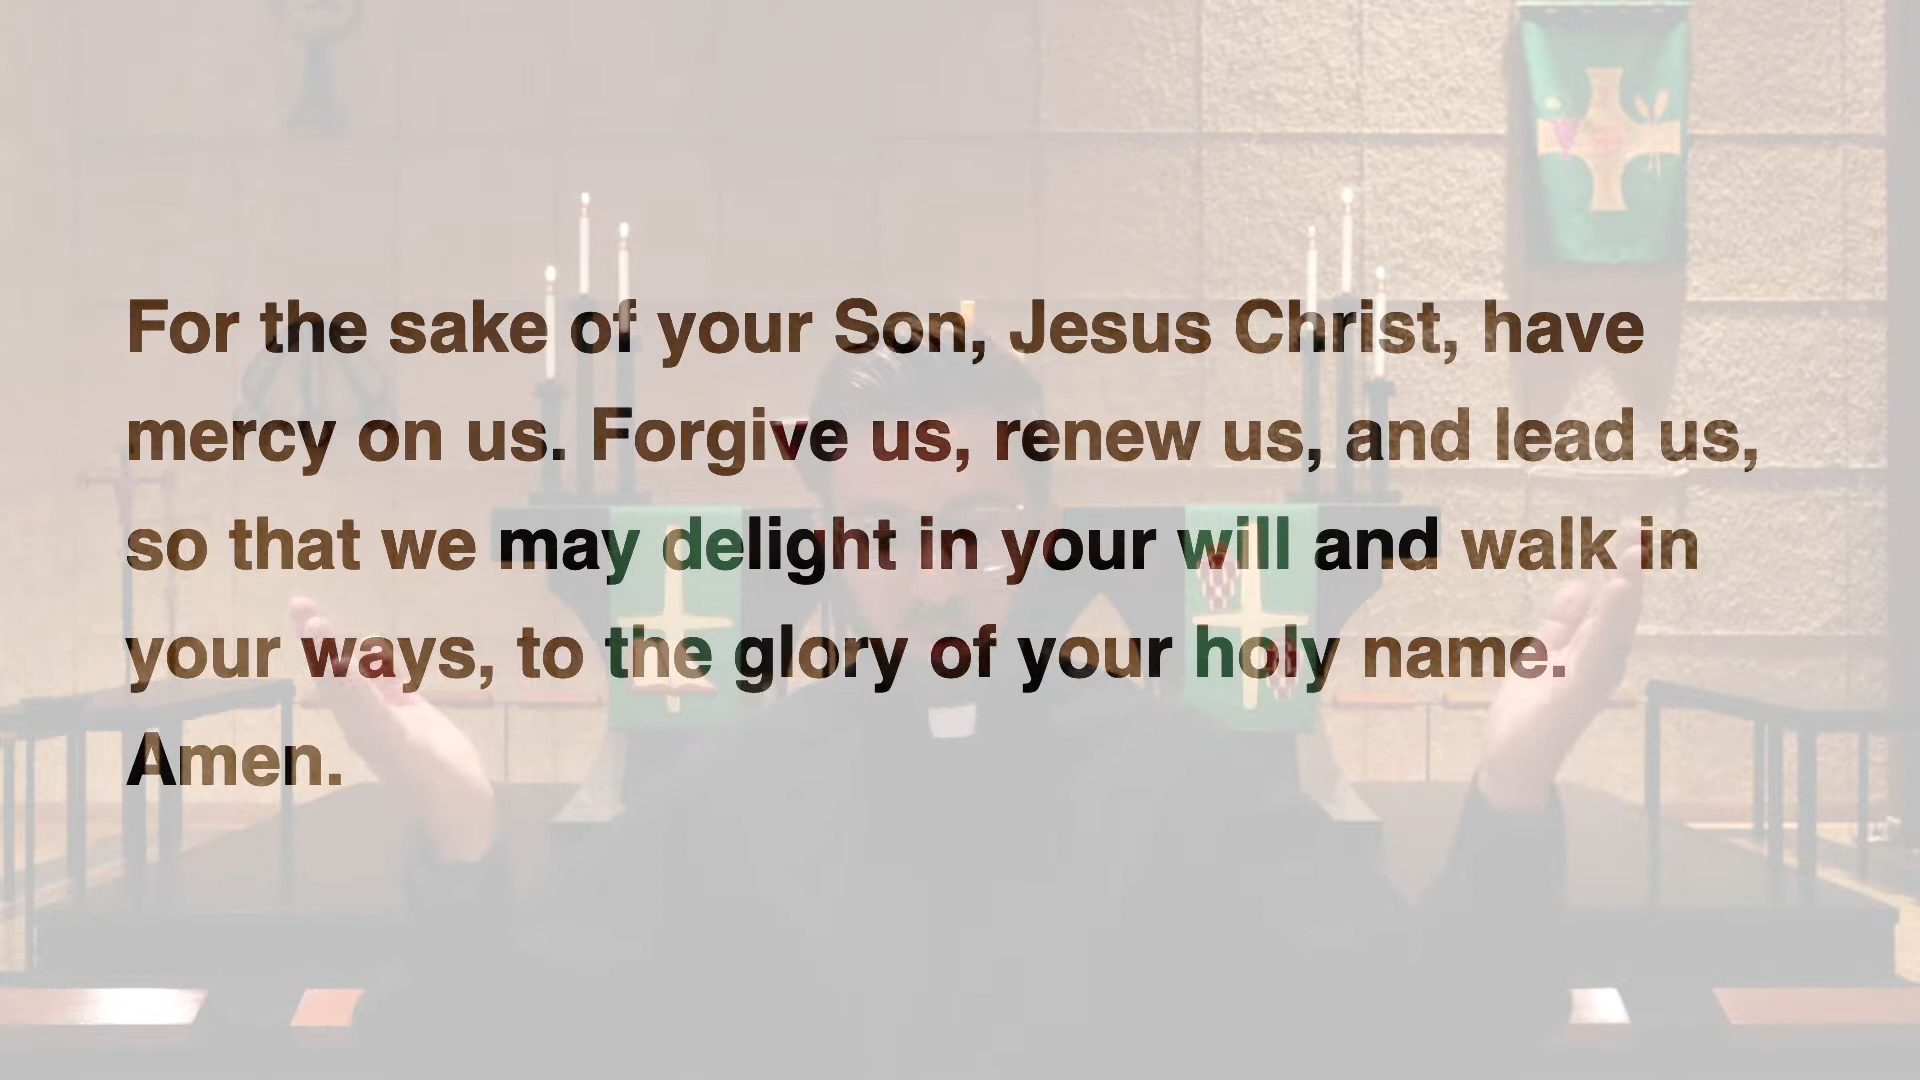 For the sake of your Son, Jesus Christ, have
mercy on us. Forgive us, renew us, and lead us,
so that we may delight in your will and walk in
your ways, to the glory of your holy name.
Amen.